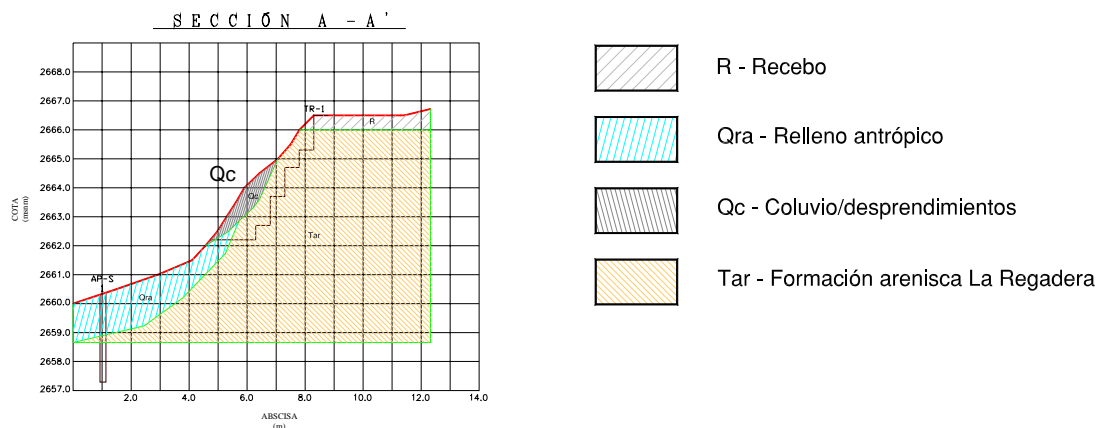 SECCIÓN A -A'
2668.0
2667.0
2666.0
2665.0
2664.0
2663.0
2662.0
2661.0
2660.0
2659.0
2658.0
2657.0
COTA
(msnm)
TR-1
R
Qc
Qc
Tar
AP-S
1
Qra
2.0 4.0 6.0 8.0 10.0 12.0 14.0
ABSCISA
(m)
R - Recebo
Qra - Relleno antrópico
Qc - Coluvio/desprendimientos
Tar - Formación arenisca La Regadera